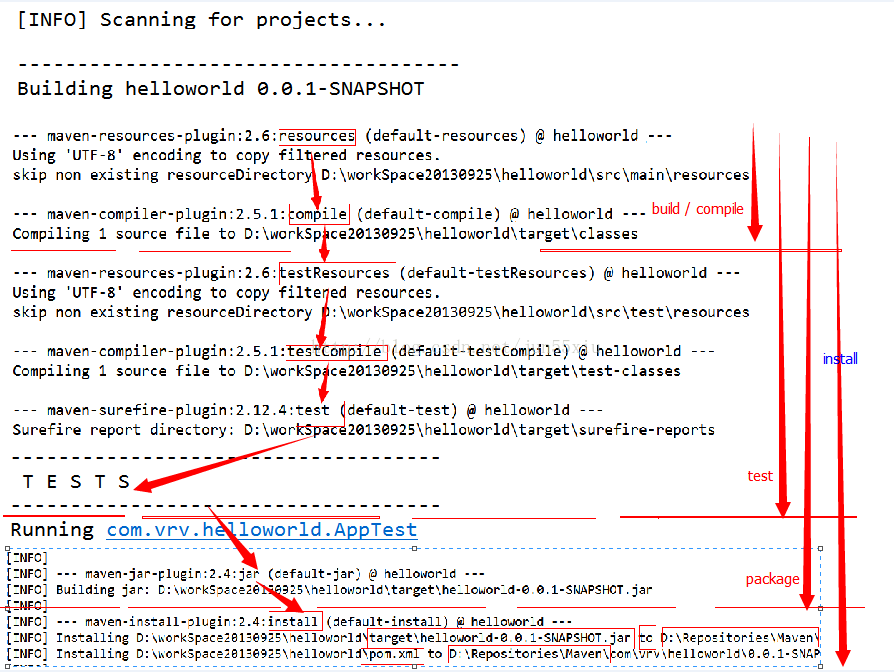 [INFO] Scanning for projects...
----------------------------------
Building helloworld 0.0.1-SNAPSHOT
--- maven-resources-plugin:2.6:resources (default-resources) @ helloworld ---
Using 'UTF-8' encoding to copy filtered resources.
skip non existing resourceDirectory D:\workSpace20130925\helloworld\src\main\resources
--- maven-compiler-plugin:2.5.1:compile (default-compile) @ helloworld ---
build / compile
Compiling 1 source file to D:\workSpace20130925\helloworld\target\classes
--- maven-resources-plugin:2.6:testResources (default-testResources) @ helloworld ---
Using 'UTF-8' encoding to copy filtered resources.
skip non existing resourceDirectory D:\workSpace20130925\helloworld\src\test\resources
--- maven-compiler-plugin:2.5.1:testCompile (default-testCompile) @ helloworld ---
install
Compiling 1 source file to D:\workSpace20130925\helloworld\target\test-classes
--- maven-surefire-plugin:2.12.4:test (default-test) @ helloworld ---
Surefire report directory: D:\workSpace20130925\helloworld\target\surefire-reports
---------------------------------
T E S T S
test
---------------------------------
Running com.vrv.helloworld.AppTest
[INFO]
[INFO] --- maven-jar-plugin:2.4:jar (default-jar) @ helloworld ---
package
[INFO] Building jar: D:\workSpace20130925\helloworld\target\helloworld-0.0.1-SNAPSHOT.jar
[INFO]
[INFO] --- maven-install-plugin:2.4:install (default-install) @ helloworld ---
[INFO] Installing D:\workSpace20130925\helloworld\target\helloworld-0.0.1-SNAPSHOT.jar to D:\Repositories\Maven\
[INFO] Installing D:\workSpace20130925\helloworld\pom.xml to D:\Repositories\Maven\com\vrv\helloworld\0.0.1-SNAP